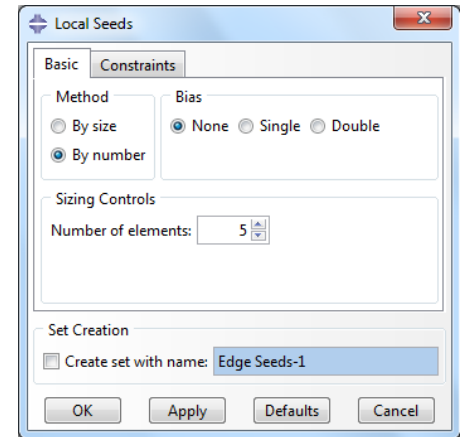 Local Seeds
Basic Constraints
Method Bias
By size None Single Double
By number
Sizing Controls
Number of elements: 5
Set Creation
Create set with name: Edge Seeds-1
OK Apply Defaults Cancel